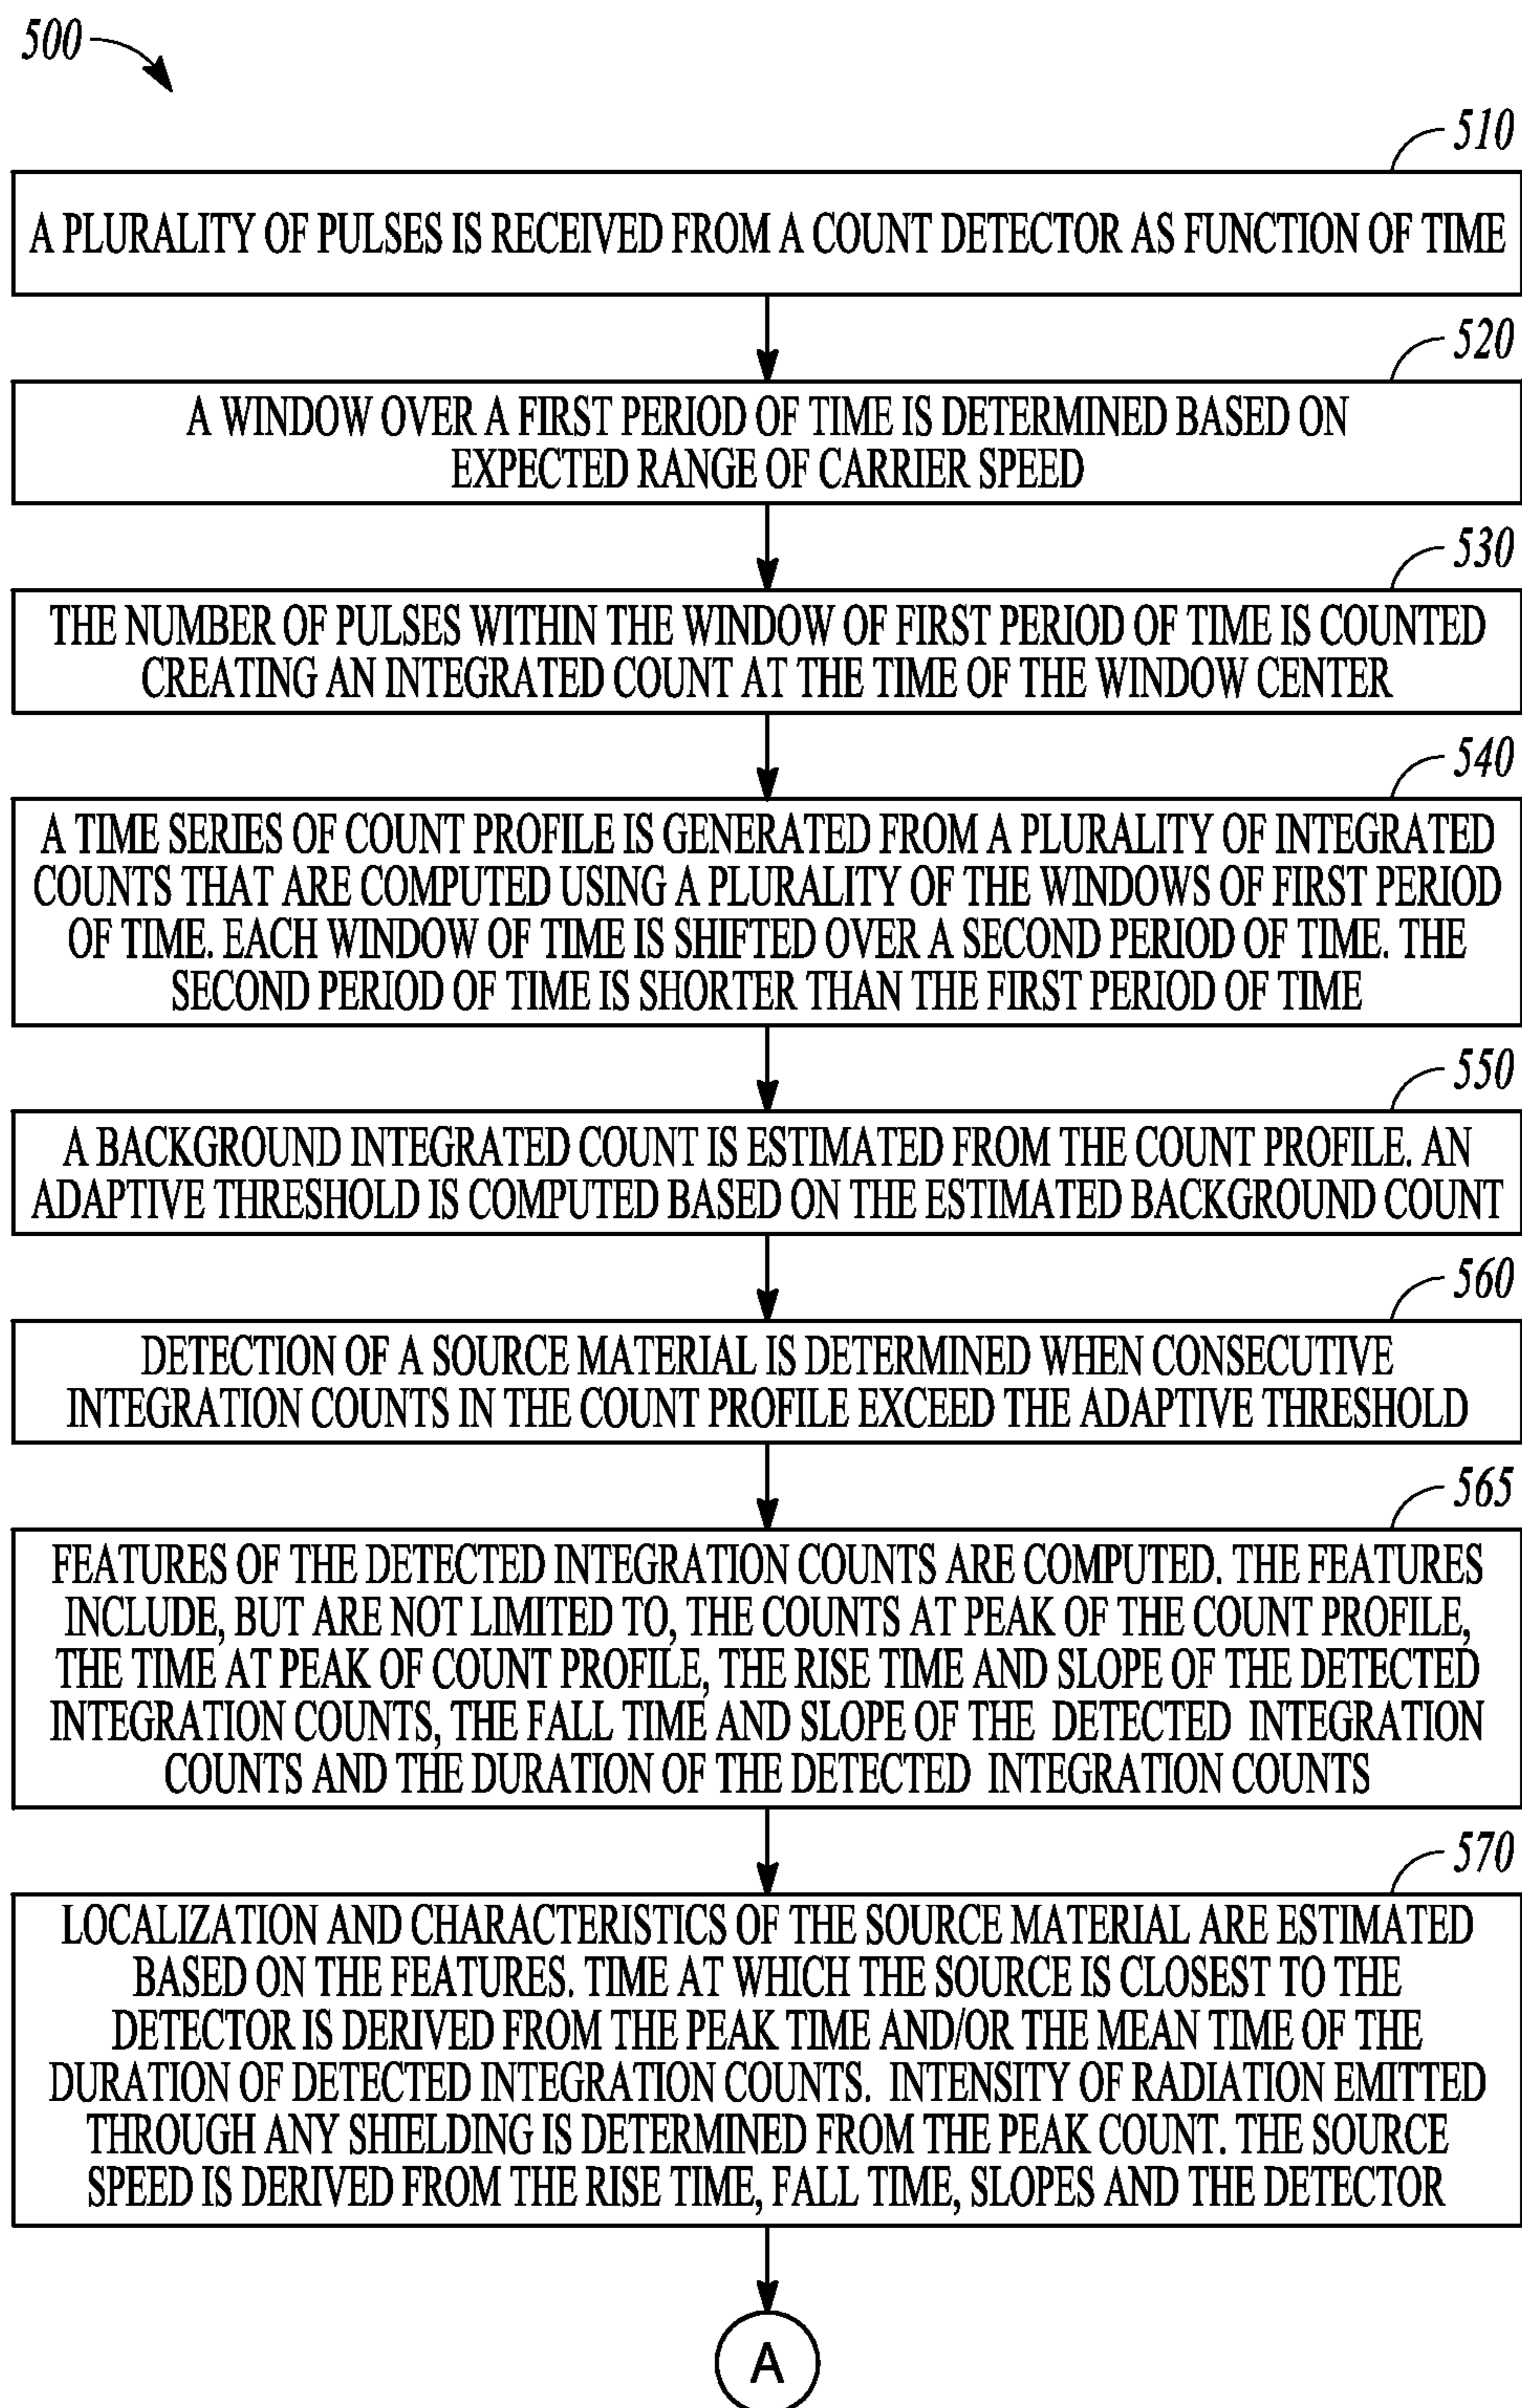 500
510
A PLURALITY OF PULSES IS RECEIVED FROM A COUNT DETECTOR AS FUNCTION OF TIME
520
A WINDOW OVER A FIRST PERIOD OF TIME IS DETERMINED BASED ON
EXPECTED RANGE OF CARRIER SPEED
530
THE NUMBER OF PULSES WITHIN THE WINDOW OF FIRST PERIOD OF TIME IS COUNTED
CREATING AN INTEGRATED COUNT AT THE TIME OF THE WINDOW CENTER
540
A TIME SERIES OF COUNT PROFILE IS GENERATED FROM A PLURALITY OF INTEGRATED
COUNTS THAT ARE COMPUTED USING A PLURALITY OF THE WINDOWS OF FIRST PERIOD
OF TIME. EACH WINDOW OF TIME IS SHIFTED OVER A SECOND PERIOD OF TIME. THE
SECOND PERIOD OF TIME IS SHORTER THAN THE FIRST PERIOD OF TIME
550
A BACKGROUND INTEGRATED COUNT IS ESTIMATED FROM THE COUNT PROFILE. AN
ADAPTIVE THRESHOLD IS COMPUTED BASED ON THE ESTIMATED BACKGROUND COUNT
560
DETECTION OF A SOURCE MATERIAL IS DETERMINED WHEN CONSECUTIVE
INTEGRATION COUNTS IN THE COUNT PROFILE EXCEED THE ADAPTIVE THRESHOLD
565
FEATURES OF THE DETECTED INTEGRATION COUNTS ARE COMPUTED. THE FEATURES
INCLUDE, BUT ARE NOT LIMITED TO, THE COUNTS AT PEAK OF THE COUNT PROFILE,
THE TIME AT PEAK OF COUNT PROFILE, THE RISE TIME AND SLOPE OF THE DETECTED
INTEGRATION COUNTS, THE FALL TIME AND SLOPE OF THE DETECTED INTEGRATION
COUNTS AND THE DURATION OF THE DETECTED INTEGRATION COUNTS
570
LOCALIZATION AND CHARACTERISTICS OF THE SOURCE MATERIAL ARE ESTIMATED
BASED ON THE FEATURES. TIME AT WHICH THE SOURCE IS CLOSEST TO THE
DETECTOR IS DERIVED FROM THE PEAK TIME AND/OR THE MEAN TIME OF THE
DURATION OF DETECTED INTEGRATION COUNTS. INTENSITY OF RADIATION EMITTED
THROUGH ANY SHIELDING IS DETERMINED FROM THE PEAK COUNT. THE SOURCE
SPEED IS DERIVED FROM THE RISE TIME, FALL TIME, SLOPES AND THE DETECTOR
A